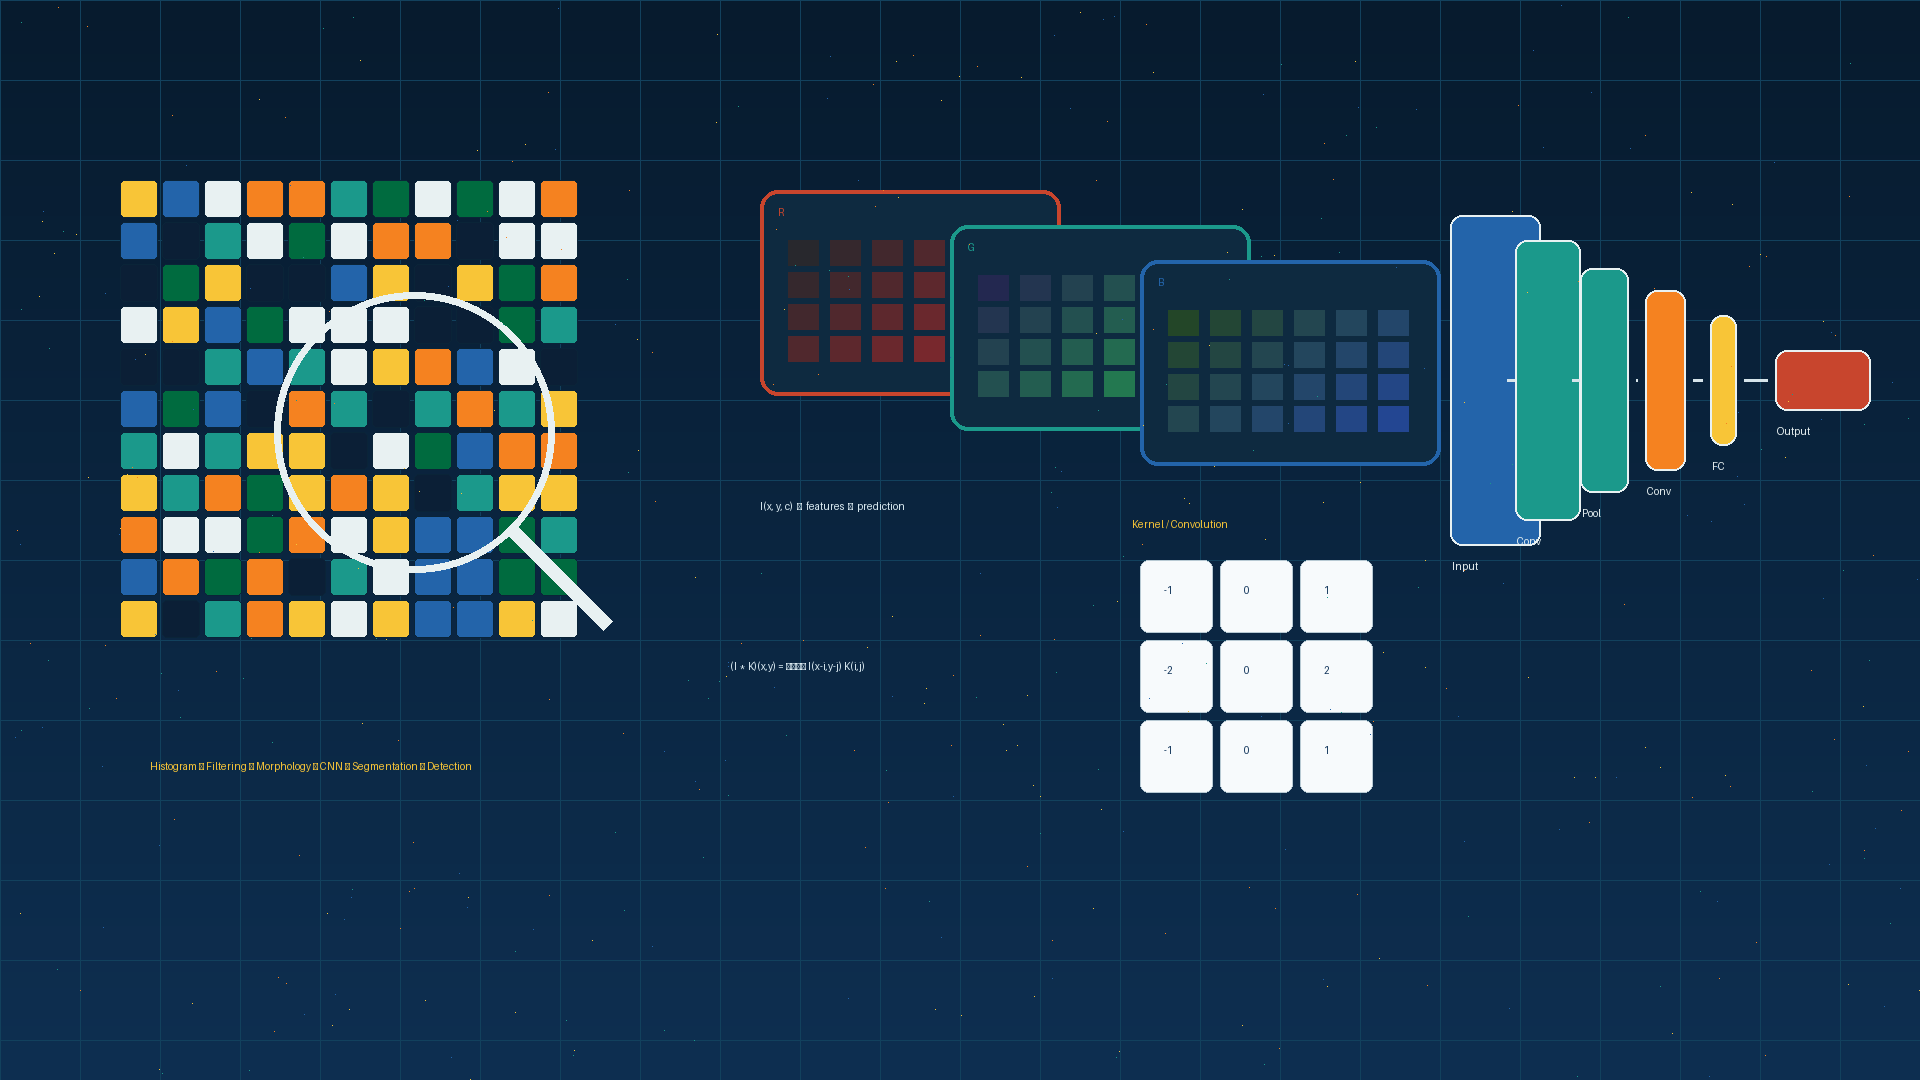 R
G
B
I(x, y, c) □ features □ prediction
Kernel / Convolution
-1 0 1
-2 0 2
-1 0 1
(I * K)(x,y) = □□□□ I(x-i,y-j) K(i,j)
Histogram □ Filtering □ Morphology □ CNN □ Segmentation □ Detection
Input
Conv
Pool
Conv
FC
Output